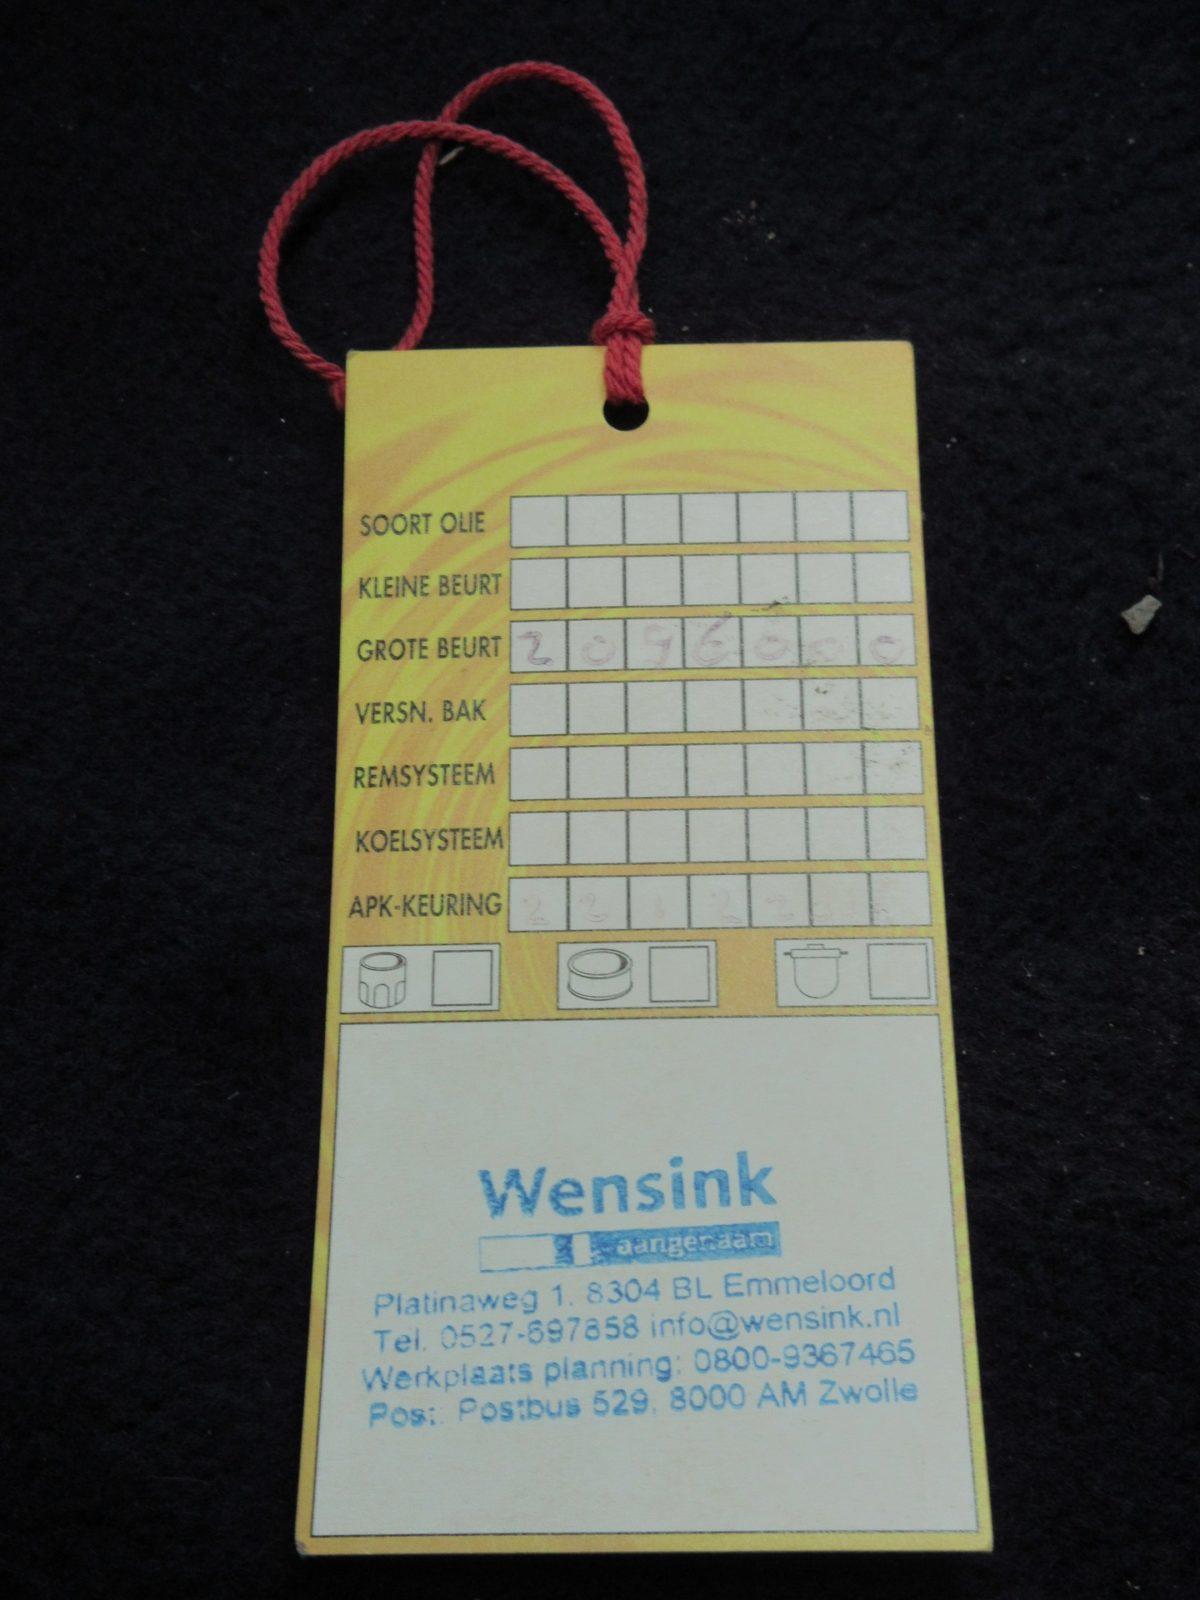 SOORT OLIE
KLEINE BEURT
GROTE BEURT 2096000
VERSN. BAK
REMSYSTEEM
KOELSYSTEEM
APK-KEURING
Wensink
aangenaam
Platinaweg 1. 8304 BL Emmeloord
Tel. 0527-697858 info@wensink.nl
Werkplaats planning: 0800-9367465
Post: Postbus 529, 8000 AM Zwolle